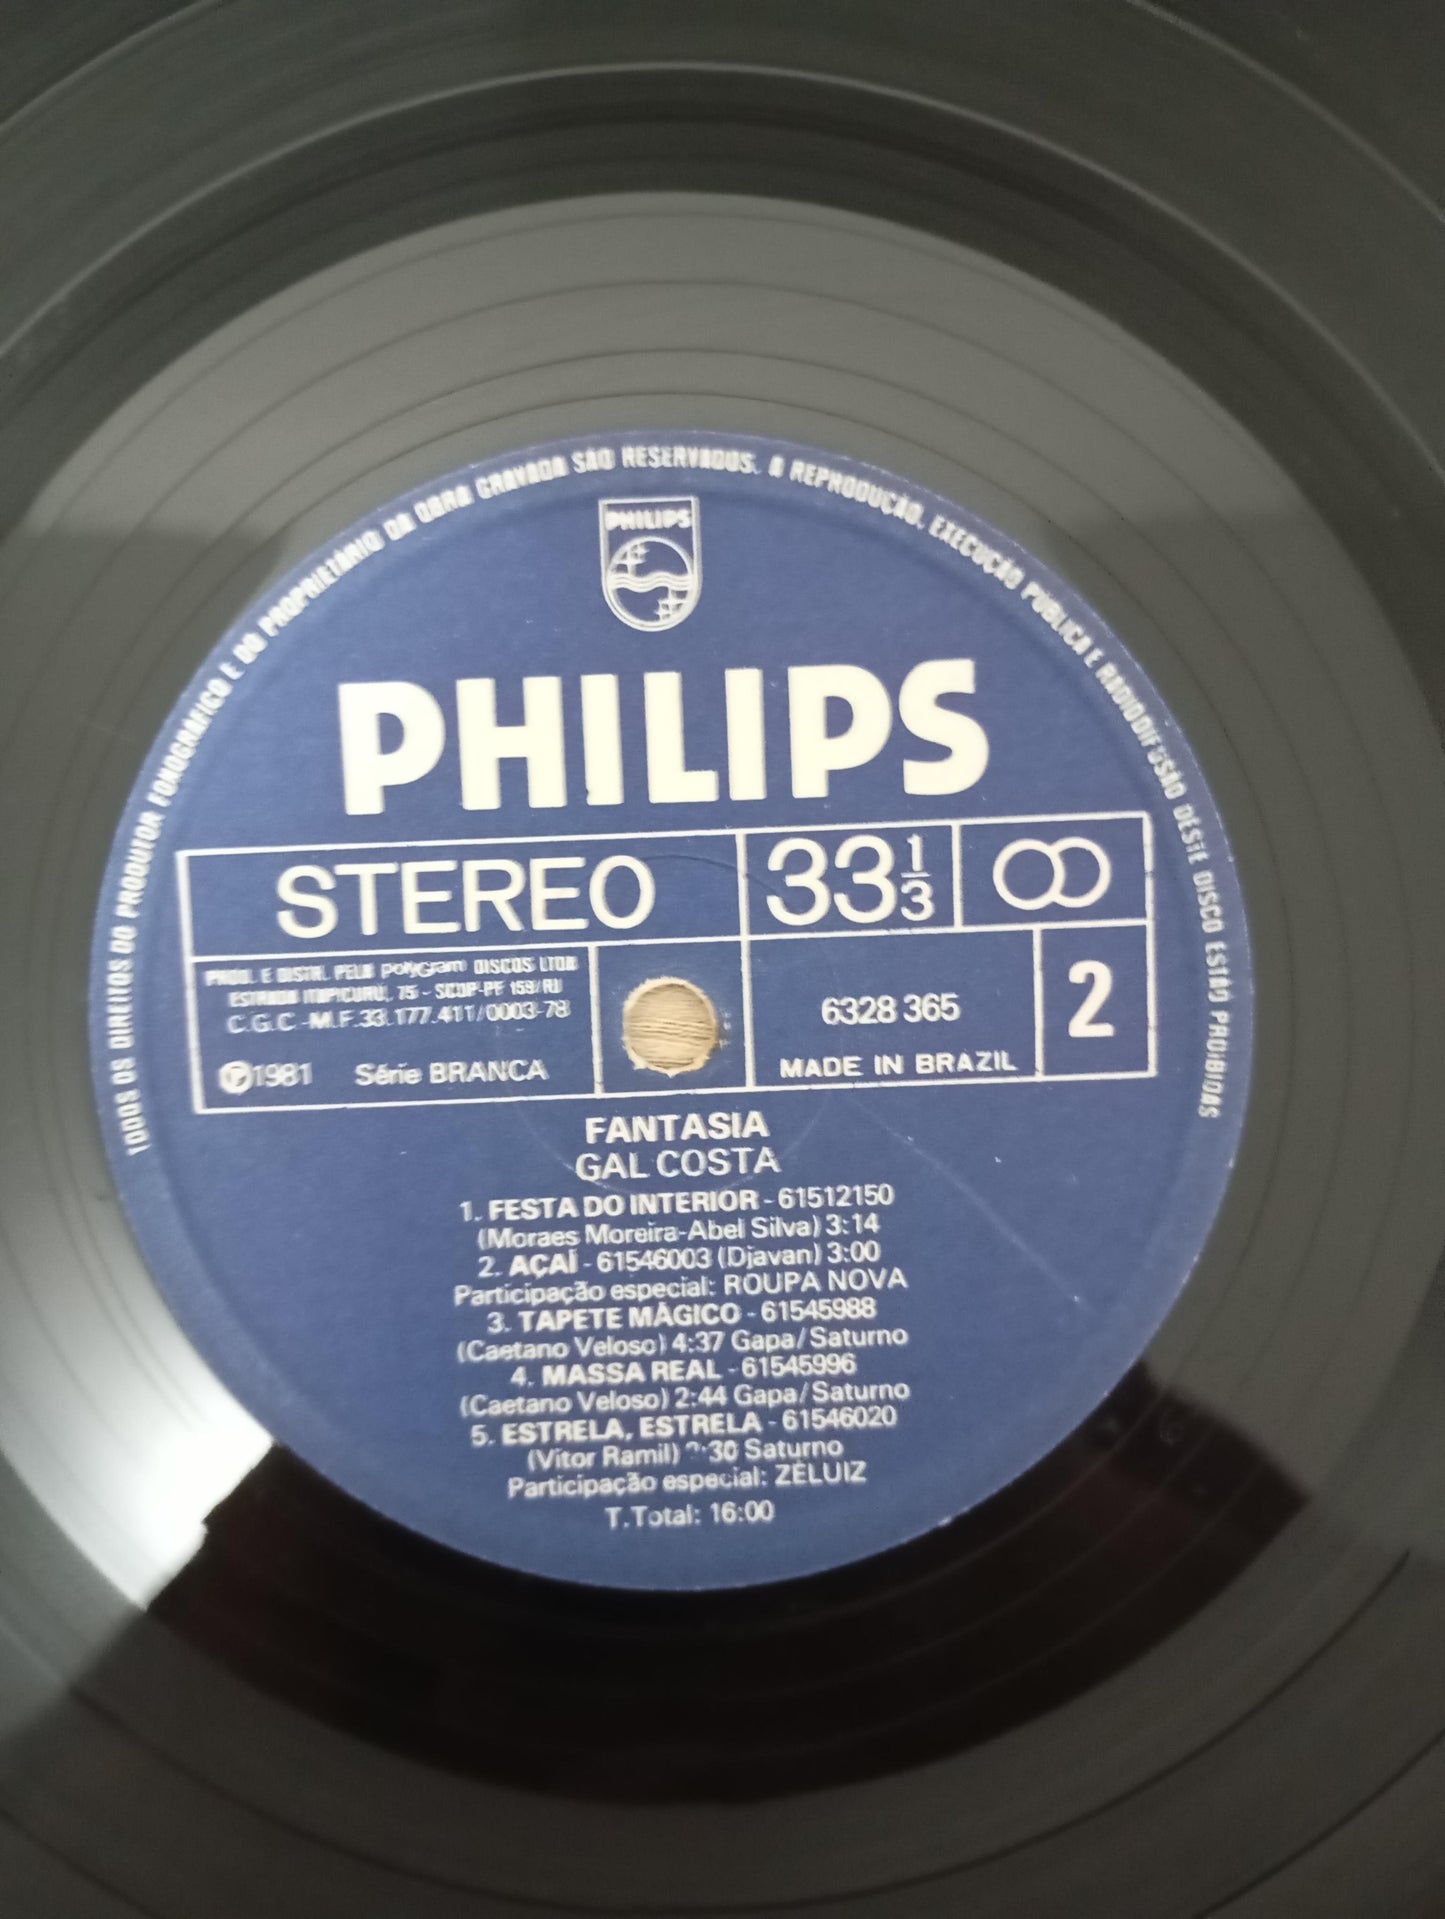 TODOS OS DIREITOS DO PRODUTOR FONOGRÁFICO E DO PROPRIETÁRIO DA OBRA GRAVADA SÃO RESERVADOS. A REPRODUÇÃO, EXECUÇÃO PÚBLICA E RADIODIFUSÃO DESTE DISCO ESTÃO PROIBIDAS
PHILIPS
PHILIPS
STEREO 33 1/3
PROD. E DISTR. PELA polyGram DISCOS LTDA
ESTRADA ITAPICURU, 75 - SCDP-PF 159/RJ
C.G.C-M.F.33.177.411/0003-78
℗1981 Série BRANCA
6328 365
MADE IN BRAZIL
2
FANTASIA
GAL COSTA
1. FESTA DO INTERIOR - 61512150
(Moraes Moreira-Abel Silva) 3:14
2. AÇAÍ - 61546003 (Djavan) 3:00
Participação especial: ROUPA NOVA
3. TAPETE MÁGICO - 61545988
(Caetano Veloso) 4:37 Gapa/Saturno
4. MASSA REAL - 61545996
(Caetano Veloso) 2:44 Gapa/Saturno
5. ESTRELA, ESTRELA - 61546020
(Vitor Ramil) :30 Saturno
Participação especial: ZÉLUIZ
T.Total: 16:00